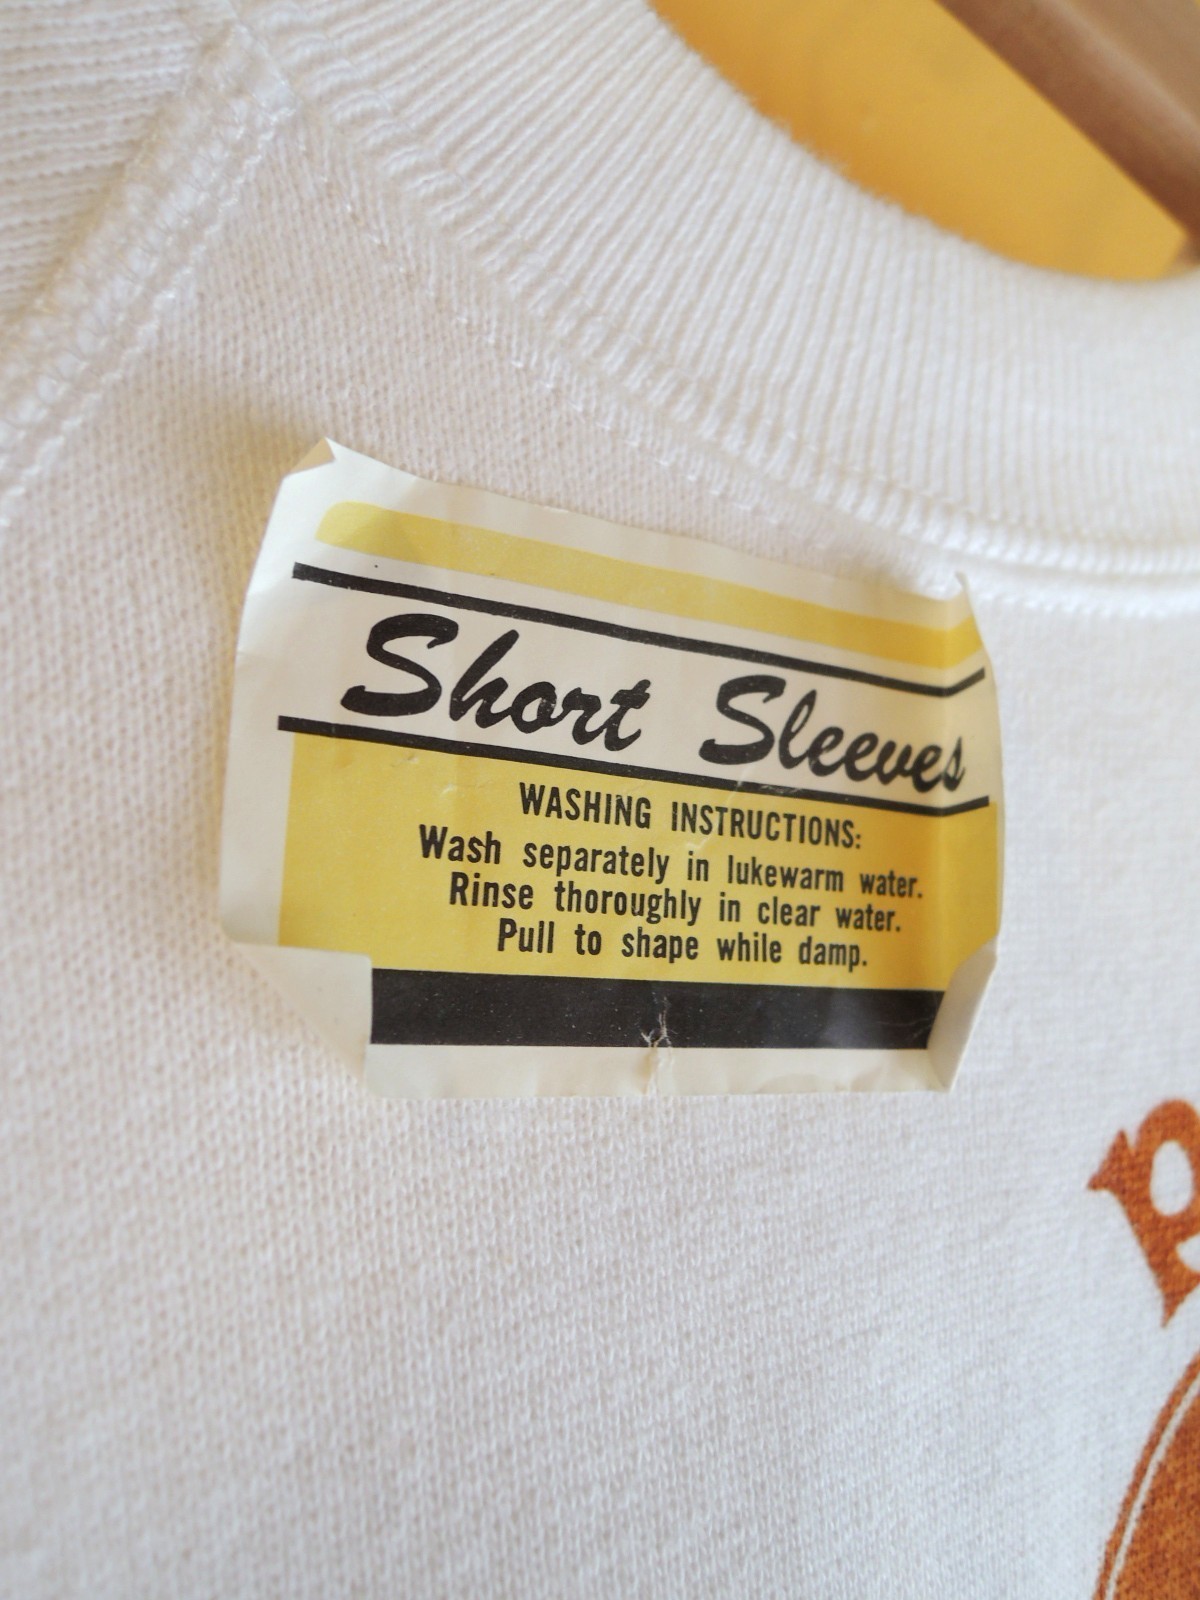 Short Sleeves
WASHING INSTRUCTIONS:
Wash separately in lukewarm water.
Rinse thoroughly in clear water.
Pull to shape while damp.